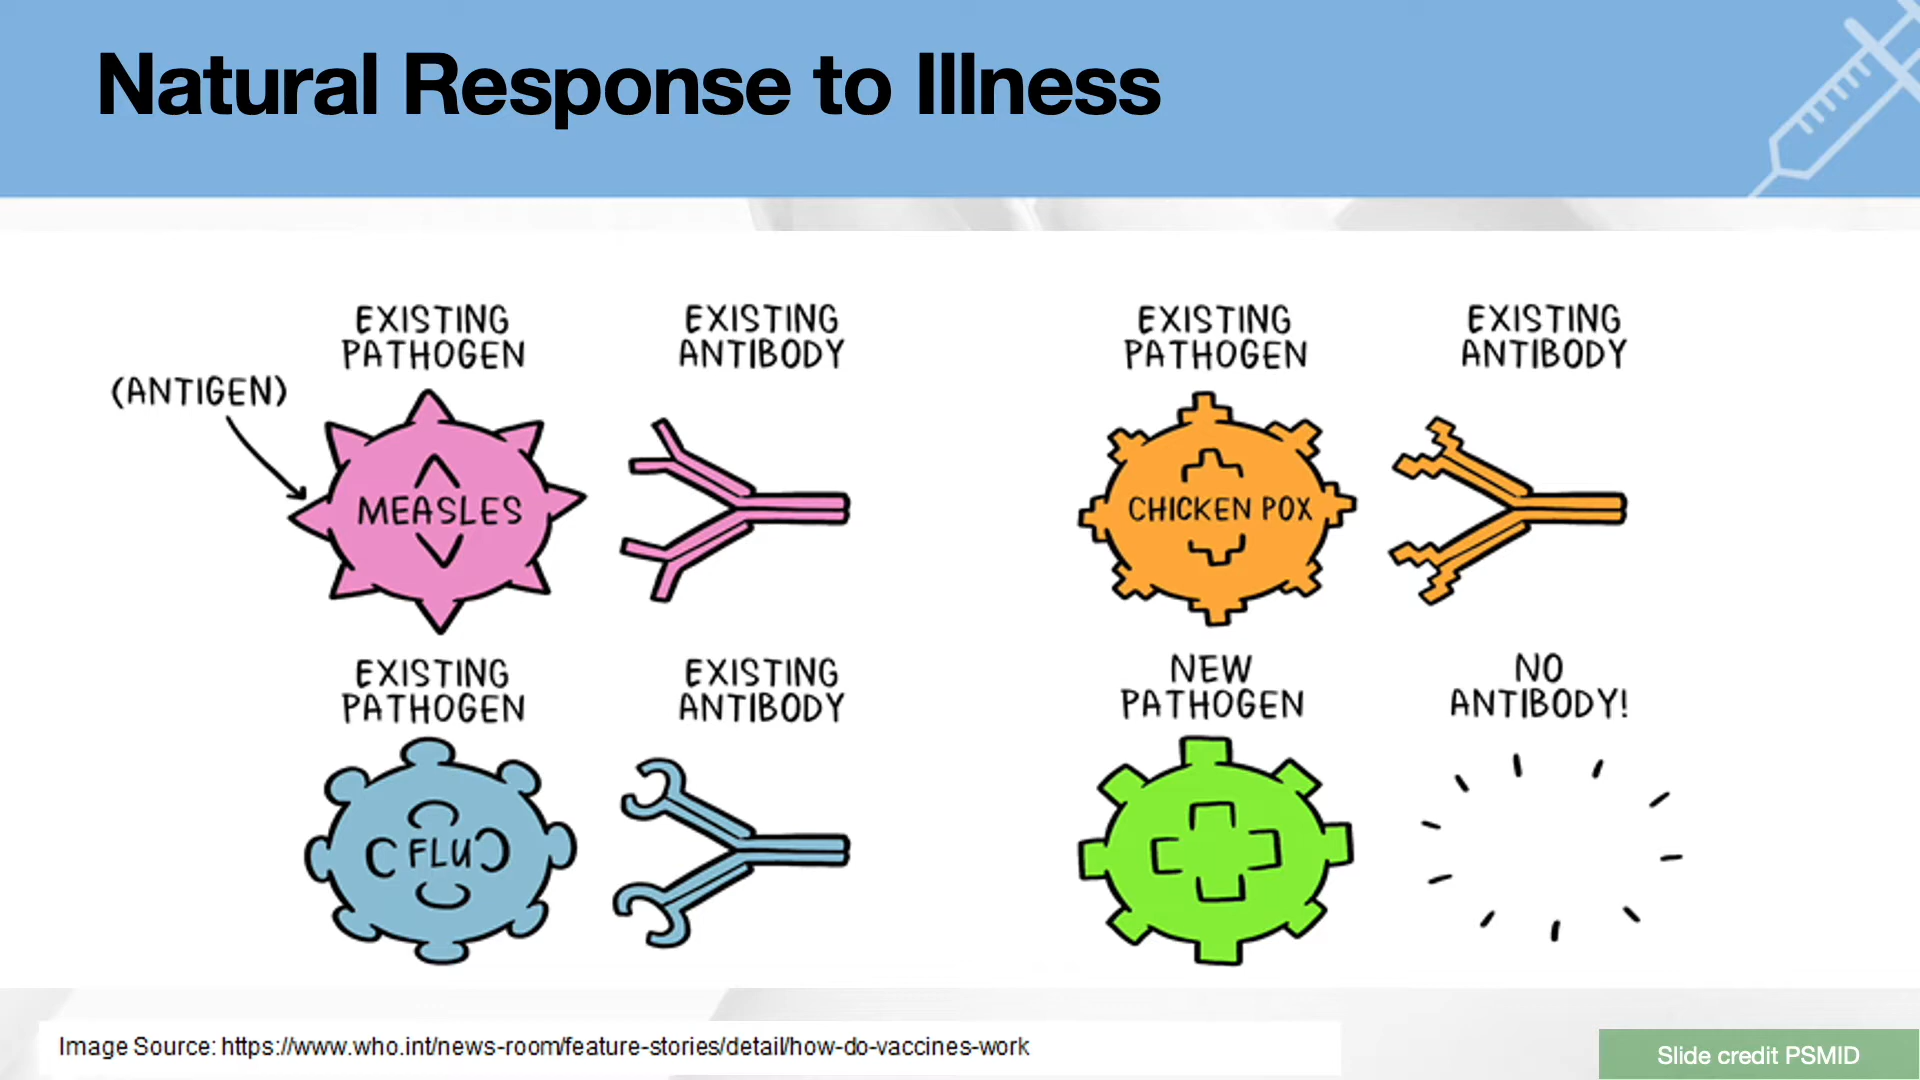 Natural Response to Illness
EXISTING
PATHOGEN
EXISTING
ANTIBODY
(ANTIGEN)
MEASLES
EXISTING
PATHOGEN
EXISTING
ANTIBODY
CHICKEN POX
EXISTING
PATHOGEN
EXISTING
ANTIBODY
FLU
NEW
PATHOGEN
NO
ANTIBODY!
Image Source: https://www.who.int/news-room/feature-stories/detail/how-do-vaccines-work
Slide credit PSMID